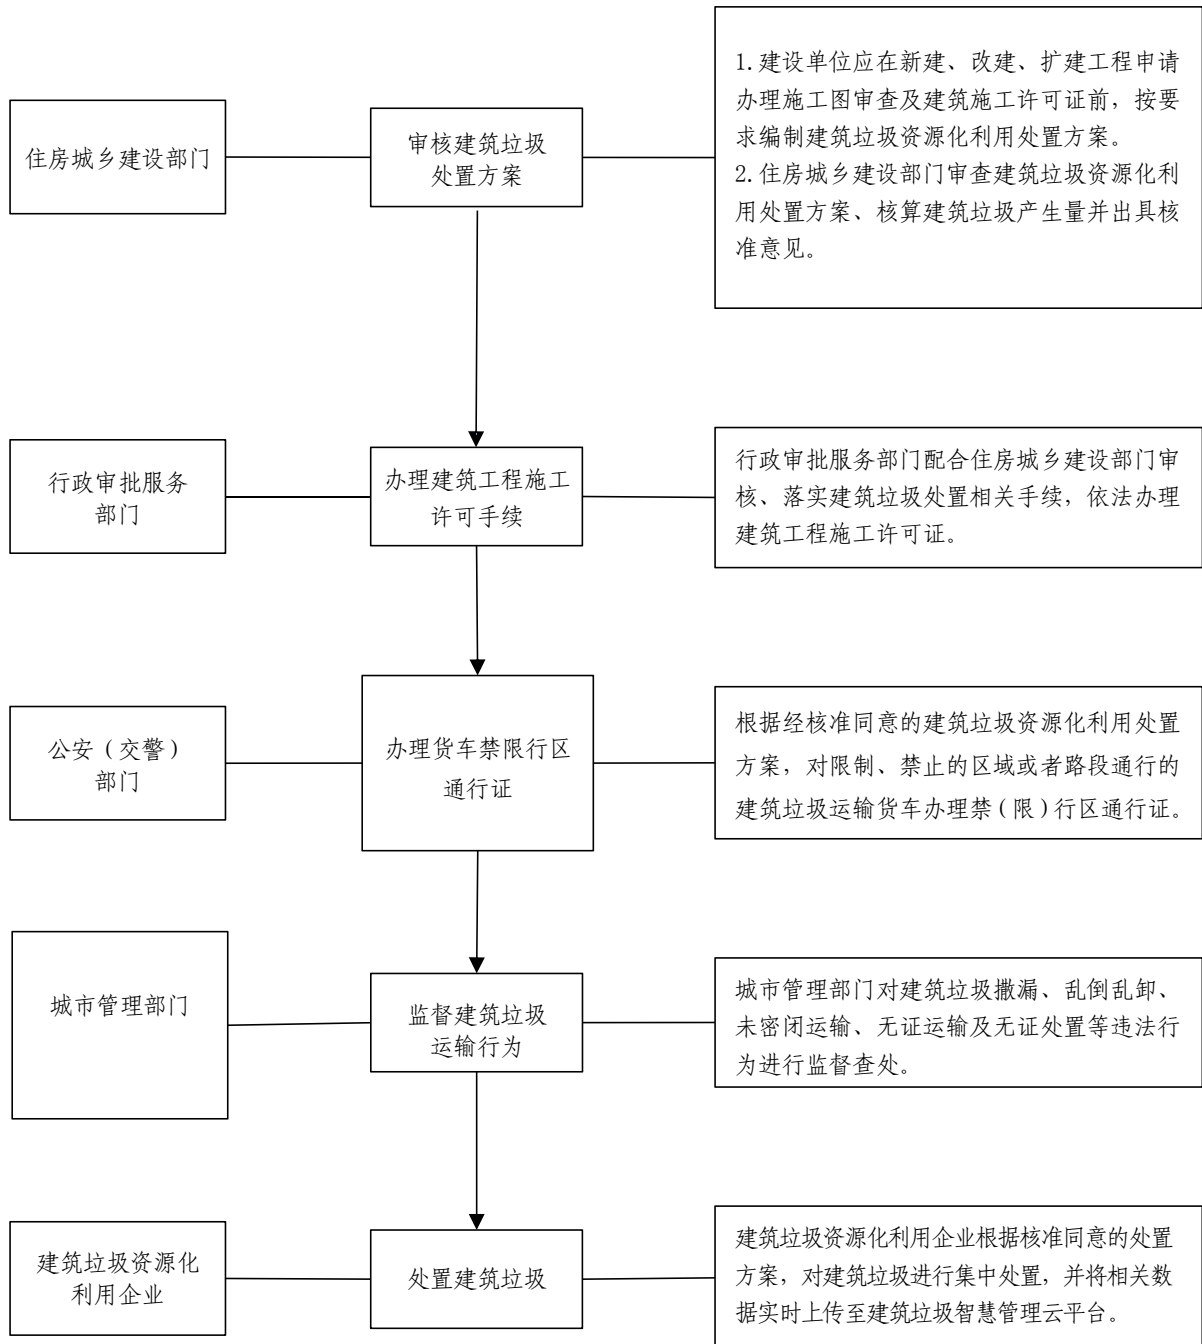 住房城乡建设部门
审核建筑垃圾
处置方案
1.建设单位应在新建、改建、扩建工程申请
办理施工图审查及建筑施工许可证前，按要
求编制建筑垃圾资源化利用处置方案。
2.住房城乡建设部门审查建筑垃圾资源化利
用处置方案、核算建筑垃圾产生量并出具核
准意见。
行政审批服务
部门
办理建筑工程施工
许可手续
行政审批服务部门配合住房城乡建设部门审
核、落实建筑垃圾处置相关手续，依法办理
建筑工程施工许可证。
公安（交警）
部门
办理货车禁限行区
通行证
根据经核准同意的建筑垃圾资源化利用处置
方案，对限制、禁止的区域或者路段通行的
建筑垃圾运输货车办理禁（限）行区通行证。
城市管理部门
监督建筑垃圾
运输行为
城市管理部门对建筑垃圾撒漏、乱倒乱卸、
未密闭运输、无证运输及无证处置等违法行
为进行监督查处。
建筑垃圾资源化
利用企业
处置建筑垃圾
建筑垃圾资源化利用企业根据核准同意的处置
方案，对建筑垃圾进行集中处置，并将相关数
据实时上传至建筑垃圾智慧管理云平台。